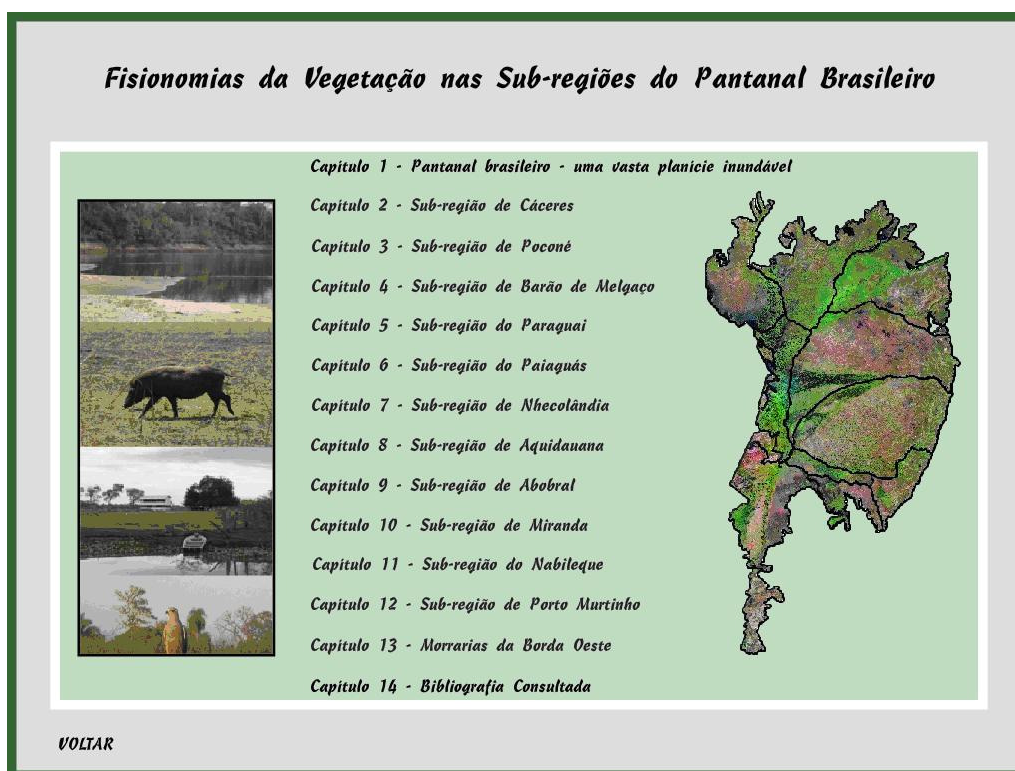 Fisionomias da Vegetação nas Sub-regiões do Pantanal Brasileiro
Capítulo 1 - Pantanal brasileiro - uma vasta planície inundável
Capítulo 2 - Sub-região de Cáceres
Capítulo 3 - Sub-região de Poconé
Capítulo 4 - Sub-região de Barão de Melgaço
Capítulo 5 - Sub-região do Paraguai
Capítulo 6 - Sub-região do Paiaguás
Capítulo 7 - Sub-região de Nhecolândia
Capítulo 8 - Sub-região de Aquidauana
Capítulo 9 - Sub-região de Abobral
Capítulo 10 - Sub-região de Miranda
Capítulo 11 - Sub-região do Nabileque
Capítulo 12 - Sub-região de Porto Murtinho
Capítulo 13 - Morrarias da Borda Oeste
Capítulo 14 - Bibliografia Consultada
VOLTAR